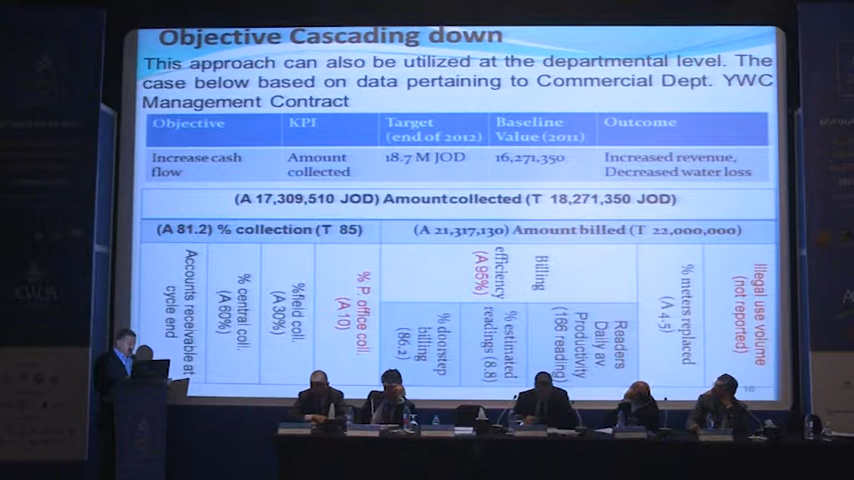 Objective Cascading down
This approach can also be utilized at the departmental level. The
case below based on data pertaining to Commercial Dept. YWC
Management Contract
Objective KPI Target (end of 2012) Baseline Value (2011) Outcome
Increase cash flow Amount collected 18.7 M JOD 16,271,350 Increased revenue, Decreased water loss
(A 17,309,510 JOD) Amount collected (T 18,271,350 JOD)
(A 81.2) % collection (T 85) (A 21,317,130) Amount billed (T 22,000,000)
Accounts receivable at
cycle end
% central coll.
(A 60%)
%field coll.
(A 30%)
% P. office coll.
(A 10)
Billing
efficiency
(A 95%)
% doorstep
billing
(86.2)
% estimated
readings (8.8)
Readers
Daily av
Productivity
(166 reading)
% meters replaced
(A 4.5)
Illegal use volume
(not reported)
16